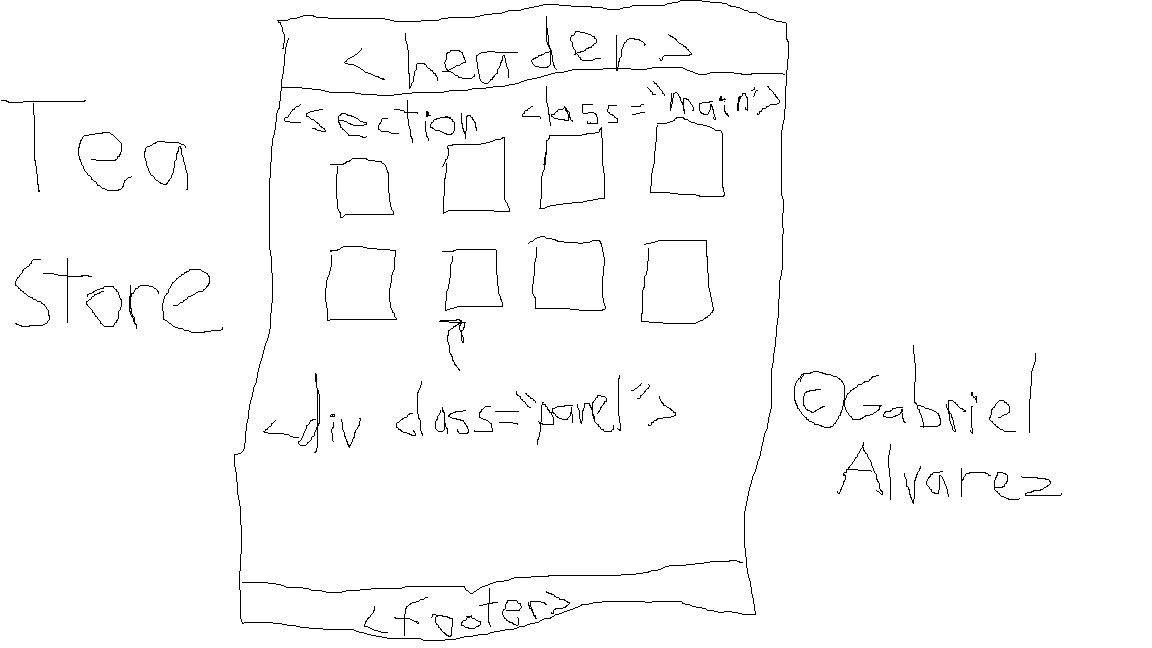 <header>
<section class="main">
Tea
Store
<div class="panel">
©Gabriel
Alvarez
<footer>